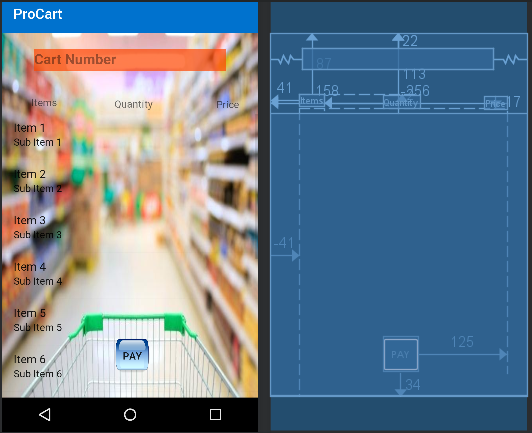 ProCart
Cart Number
Items Quantity Price
Item 1
Sub Item 1
Item 2
Sub Item 2
Item 3
Sub Item 3
Item 4
Sub Item 4
Item 5
Sub Item 5
Item 6
Sub Item 6
PAY
22
87
113
41
158
-356
Items Quantity Price 7
-41
PAY
125
34